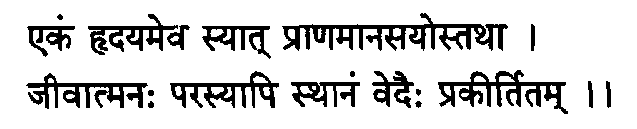 एकं हृदयमेव स्यात् प्राणमानसयोस्तथा ।
जीवात्मनः परस्यापि स्थानं वेदैः प्रकीर्तितम् ।।